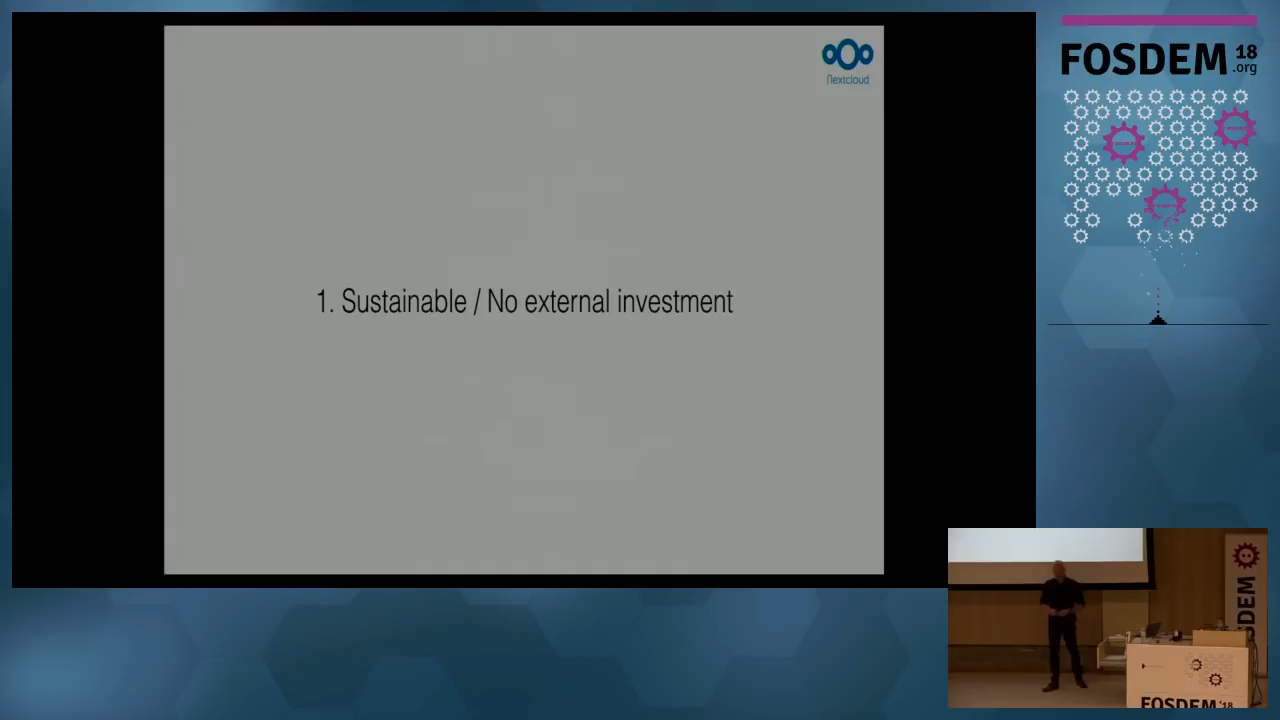 Nextcloud
1. Sustainable / No external investment
FOSDEM 18
.org
FOSDEM
FOSDEM '18